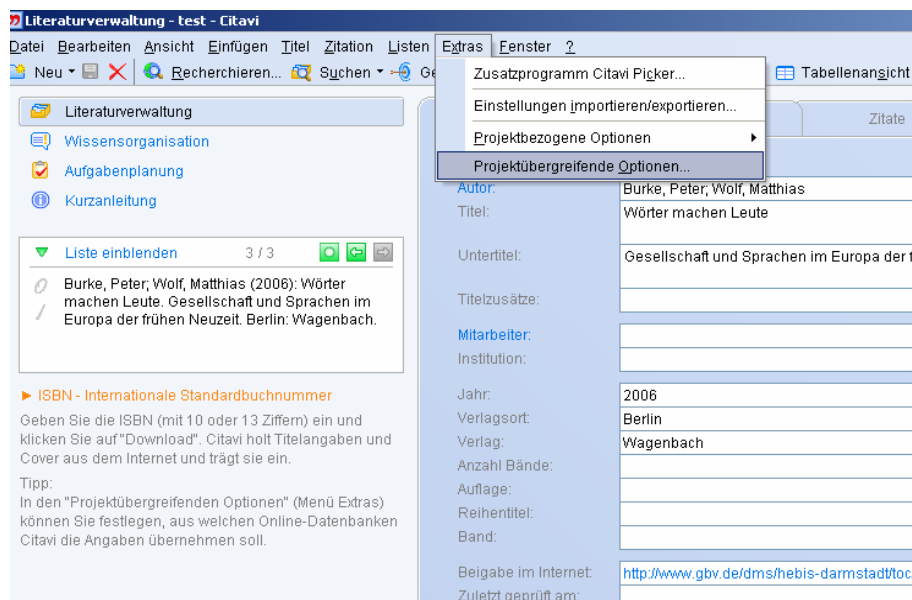 Literaturverwaltung - test - Citavi
Datei Bearbeiten Ansicht Einfügen Titel Zitation Listen Extras Fenster ?
Neu Recherchieren... Suchen Tabellenansicht
Zusatzprogramm Citavi Picker...
Einstellungen importieren/exportieren...
Projektbezogene Optionen
Projektübergreifende Optionen...
Literaturverwaltung
Wissensorganisation
Aufgabenplanung
Kurzanleitung
Liste einblenden 3 / 3
Burke, Peter; Wolf, Matthias (2006): Wörter
machen Leute. Gesellschaft und Sprachen im
Europa der frühen Neuzeit. Berlin: Wagenbach.
ISBN - Internationale Standardbuchnummer
Geben Sie die ISBN (mit 10 oder 13 Ziffern) ein und
klicken Sie auf "Download". Citavi holt Titelangaben und
Cover aus dem Internet und trägt sie ein.
Tipp:
In den "Projektübergreifenden Optionen" (Menü Extras)
können Sie festlegen, aus welchen Online-Datenbanken
Citavi die Angaben übernehmen soll.
Zitate
Autor: Burke, Peter; Wolf, Matthias
Titel: Wörter machen Leute
Untertitel: Gesellschaft und Sprachen im Europa der
Titelzusätze:
Mitarbeiter:
Institution:
Jahr: 2006
Verlagsort: Berlin
Verlag: Wagenbach
Anzahl Bände:
Auflage:
Reihentitel:
Band:
Beigabe im Internet: http://www.gbv.de/dms/hebis-darmstadt/toc
Zuletzt geprüft am: